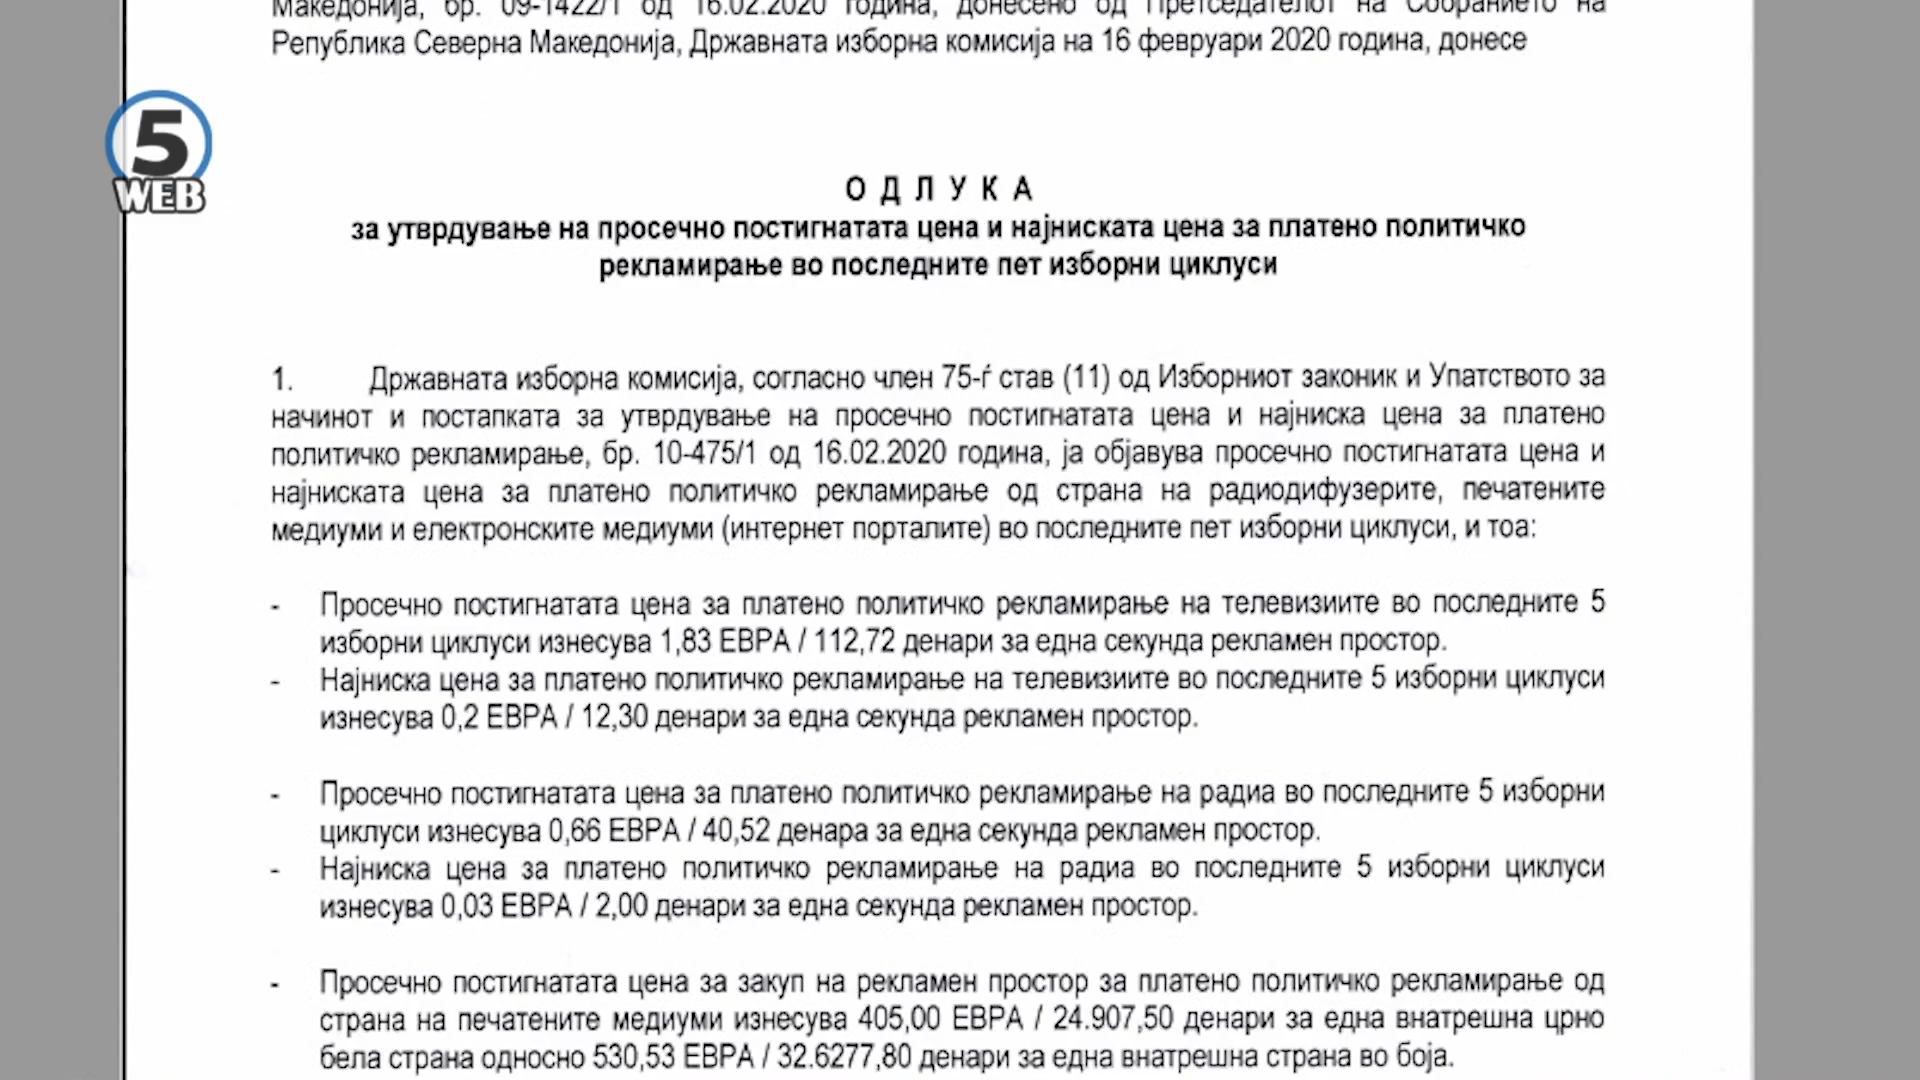 Македонија, бр. 09-1422/1 од 16.02.2020 година, донесено од Претседателот на Собранието на
Република Северна Македонија, Државната изборна комисија на 16 февруари 2020 година, донесе
5
WEB
О Д Л У К А
за утврдување на просечно постигнатата цена и најниската цена за платено политичко
рекламирање во последните пет изборни циклуси
1. Државната изборна комисија, согласно член 75-ѓ став (11) од Изборниот законик и Упатството за
начинот и постапката за утврдување на просечно постигнатата цена и најниска цена за платено
политичко рекламирање, бр. 10-475/1 од 16.02.2020 година, ја објавува просечно постигнатата цена и
најниската цена за платено политичко рекламирање од страна на радиодифузерите, печатените
медиуми и електронските медиуми (интернет порталите) во последните пет изборни циклуси, и тоа:
- Просечно постигнатата цена за платено политичко рекламирање на телевизиите во последните 5
изборни циклуси изнесува 1,83 ЕВРА / 112,72 денари за една секунда рекламен простор.
- Најниска цена за платено политичко рекламирање на телевизиите во последните 5 изборни циклуси
изнесува 0,2 ЕВРА / 12,30 денари за една секунда рекламен простор.
- Просечно постигнатата цена за платено политичко рекламирање на радиа во последните 5 изборни
циклуси изнесува 0,66 ЕВРА / 40,52 денара за една секунда рекламен простор.
- Најниска цена за платено политичко рекламирање на радиа во последните 5 изборни циклуси
изнесува 0,03 ЕВРА / 2,00 денари за една секунда рекламен простор.
- Просечно постигнатата цена за закуп на рекламен простор за платено политичко рекламирање од
страна на печатените медиуми изнесува 405,00 ЕВРА / 24.907,50 денари за една внатрешна црно
бела страна односно 530,53 ЕВРА / 32.6277,80 денари за една внатрешна страна во боја.